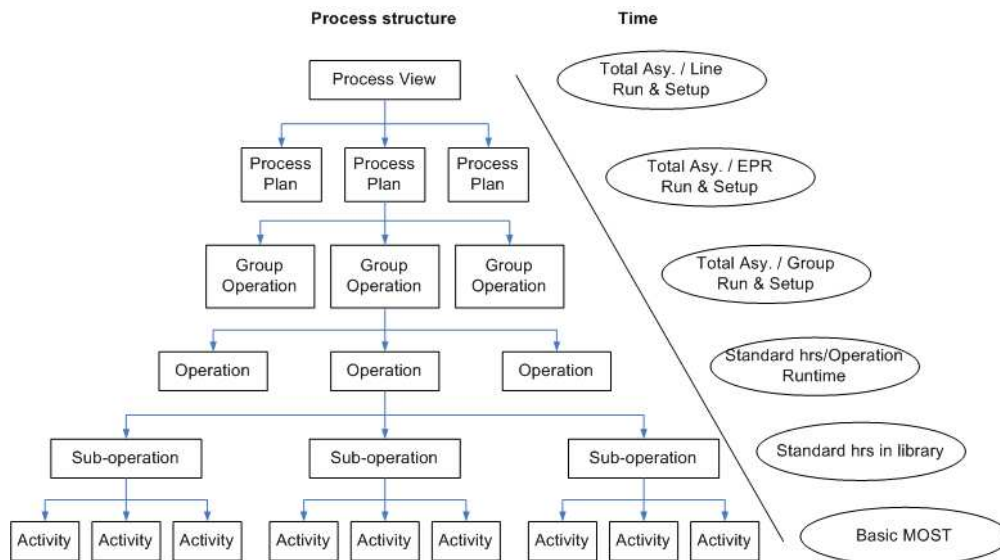 Process structure
Time
Process View
Total Asy. / Line
Run & Setup
Process
Plan
Process
Plan
Process
Plan
Total Asy. / EPR
Run & Setup
Group
Operation
Group
Operation
Group
Operation
Total Asy. / Group
Run & Setup
Operation
Operation
Operation
Standard hrs/Operation
Runtime
Sub-operation
Sub-operation
Sub-operation
Standard hrs in library
Activity
Activity
Activity
Activity
Activity
Activity
Activity
Activity
Activity
Basic MOST